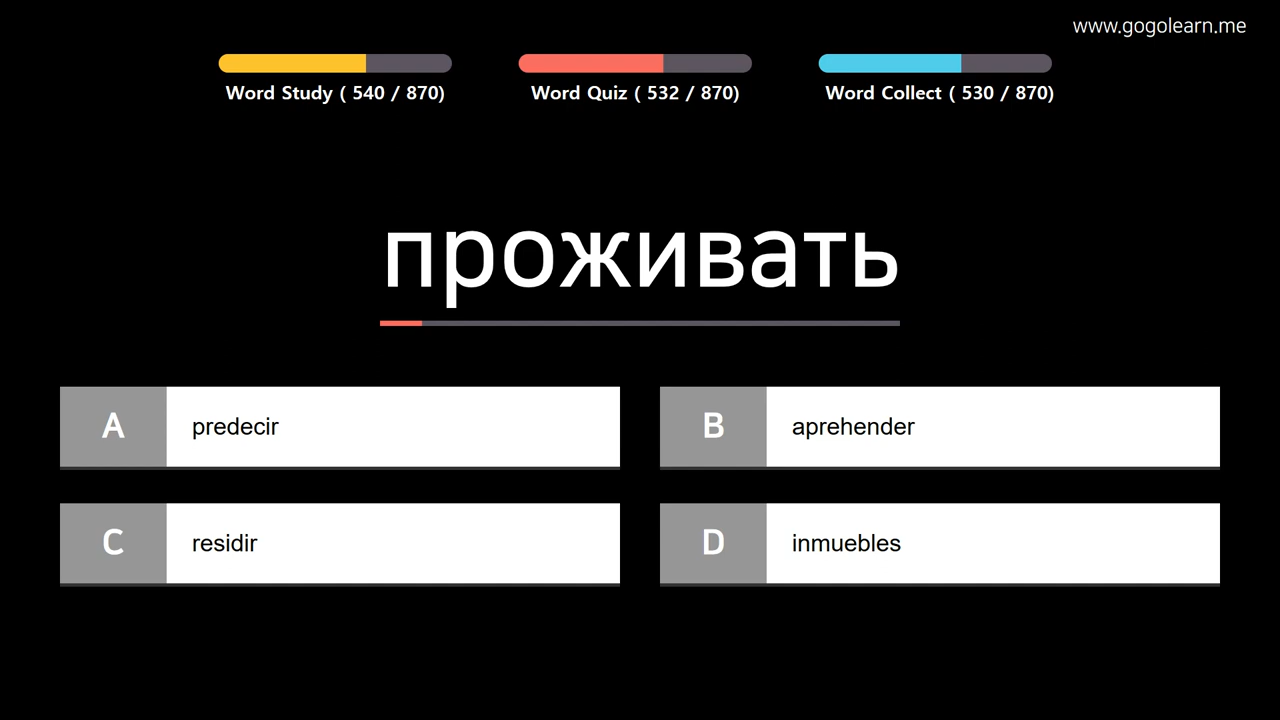 www.gogolearn.me
Word Study ( 540 / 870)
Word Quiz ( 532 / 870)
Word Collect ( 530 / 870)
проживать
A predecir
B aprehender
C residir
D inmuebles